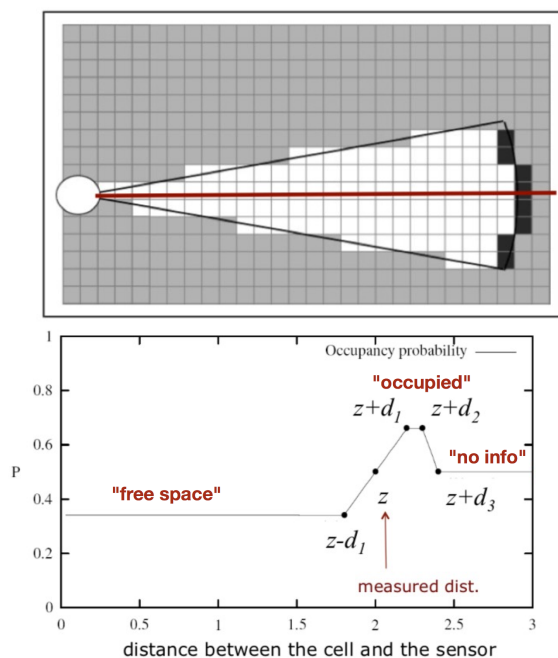 1
Occupancy probability
"occupied"
0.8
z+d1 z+d2
0.6
"no info"
P
"free space"
0.4
z
z+d3
z-d1
0.2
measured dist.
0
0 0.5 1 1.5 2 2.5 3
distance between the cell and the sensor